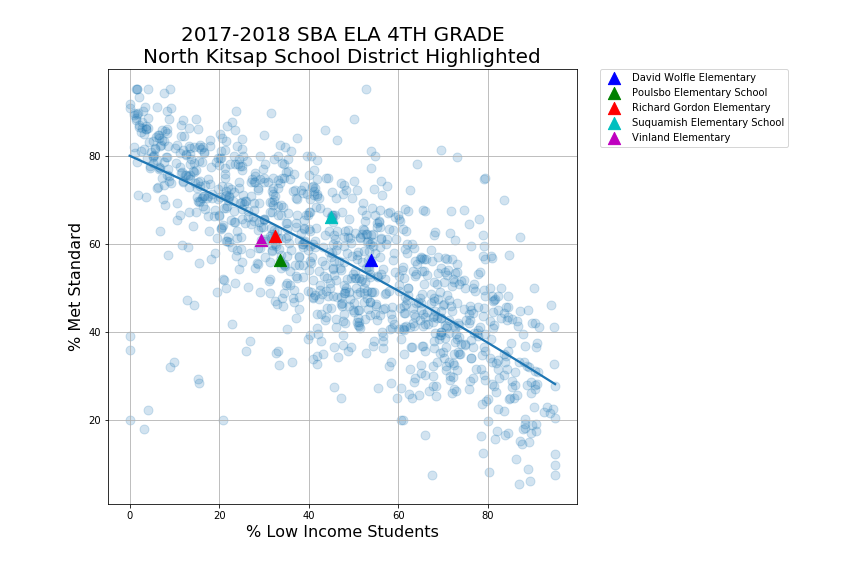 2017-2018 SBA ELA 4TH GRADE
North Kitsap School District Highlighted
David Wolfle Elementary
Poulsbo Elementary School
Richard Gordon Elementary
Suquamish Elementary School
Vinland Elementary
% Met Standard
80
60
40
20
0 20 40 60 80
% Low Income Students